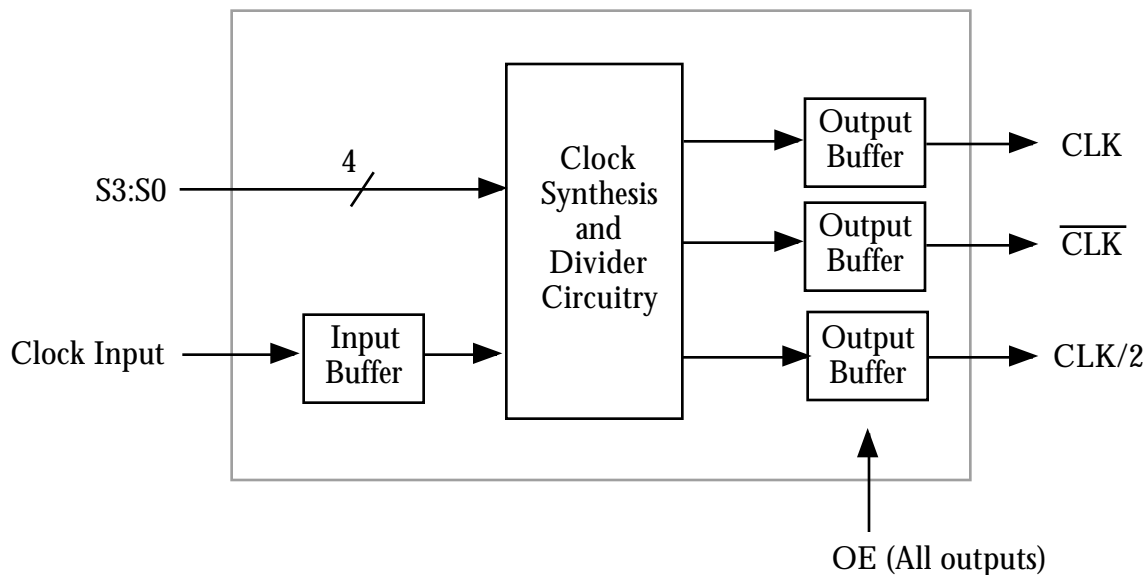 S3:S0
4
Clock Input
Input
Buffer
Clock
Synthesis
and
Divider
Circuitry
Output
Buffer
CLK
Output
Buffer
C̅L̅K̅
Output
Buffer
CLK/2
OE (All outputs)